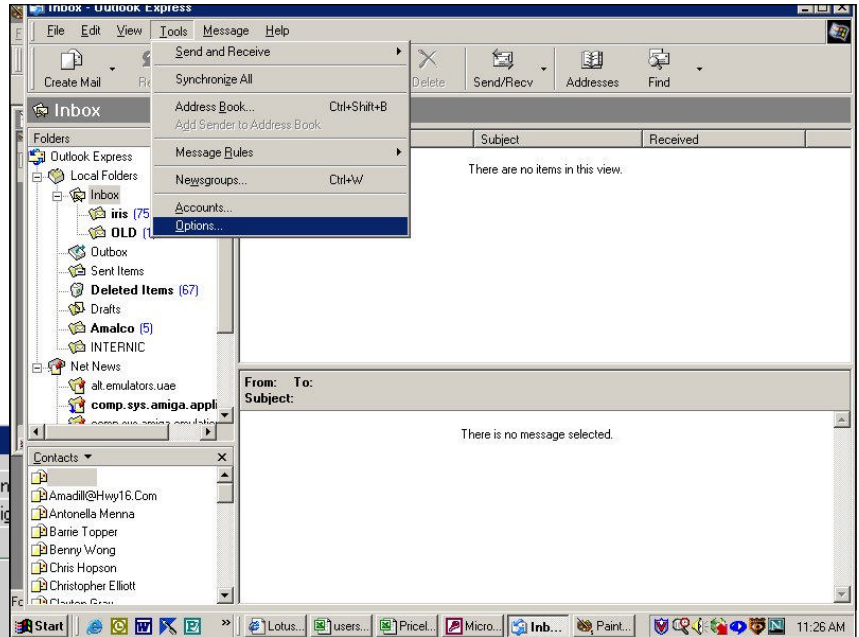 Inbox - Outlook Express
File Edit View Tools Message Help
Create Mail
Delete
Send/Recv
Addresses
Find
Send and Receive
Synchronize All
Address Book... Ctrl+Shift+B
Add Sender to Address Book
Message Rules
Newsgroups... Ctrl+W
Accounts...
Options...
Inbox
Folders
Outlook Express
Local Folders
Inbox
iris (75
OLD (1
Outbox
Sent Items
Deleted Items (67)
Drafts
Amalco (5)
INTERNIC
Net News
alt.emulators.uae
comp.sys.amiga.appli
comp.sys.amiga.emulatio
Subject Received
There are no items in this view.
From: To:
Subject:
There is no message selected.
Contacts
Amadill@Hwy16.Com
Antonella Menna
Barrie Topper
Benny Wong
Chris Hopson
Christopher Elliott
Start
Lotus... users... Pricel... Micro... Inb... Paint...
11:26 AM